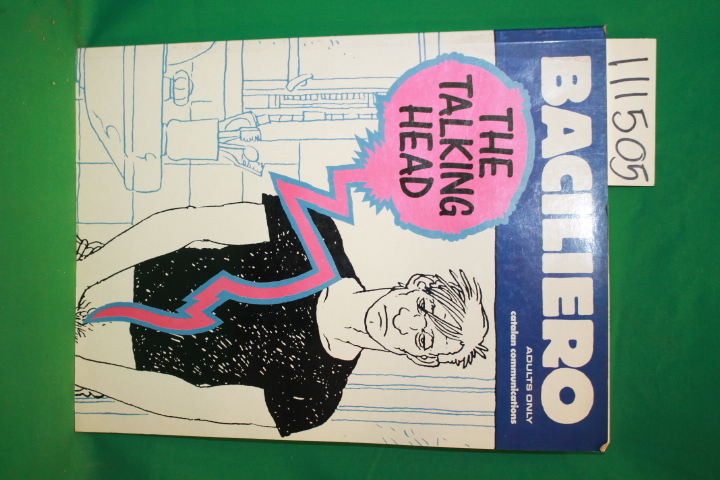 BAGLIERO
ADULTS ONLY
catalan communications
THE
TALKING
HEAD
111505